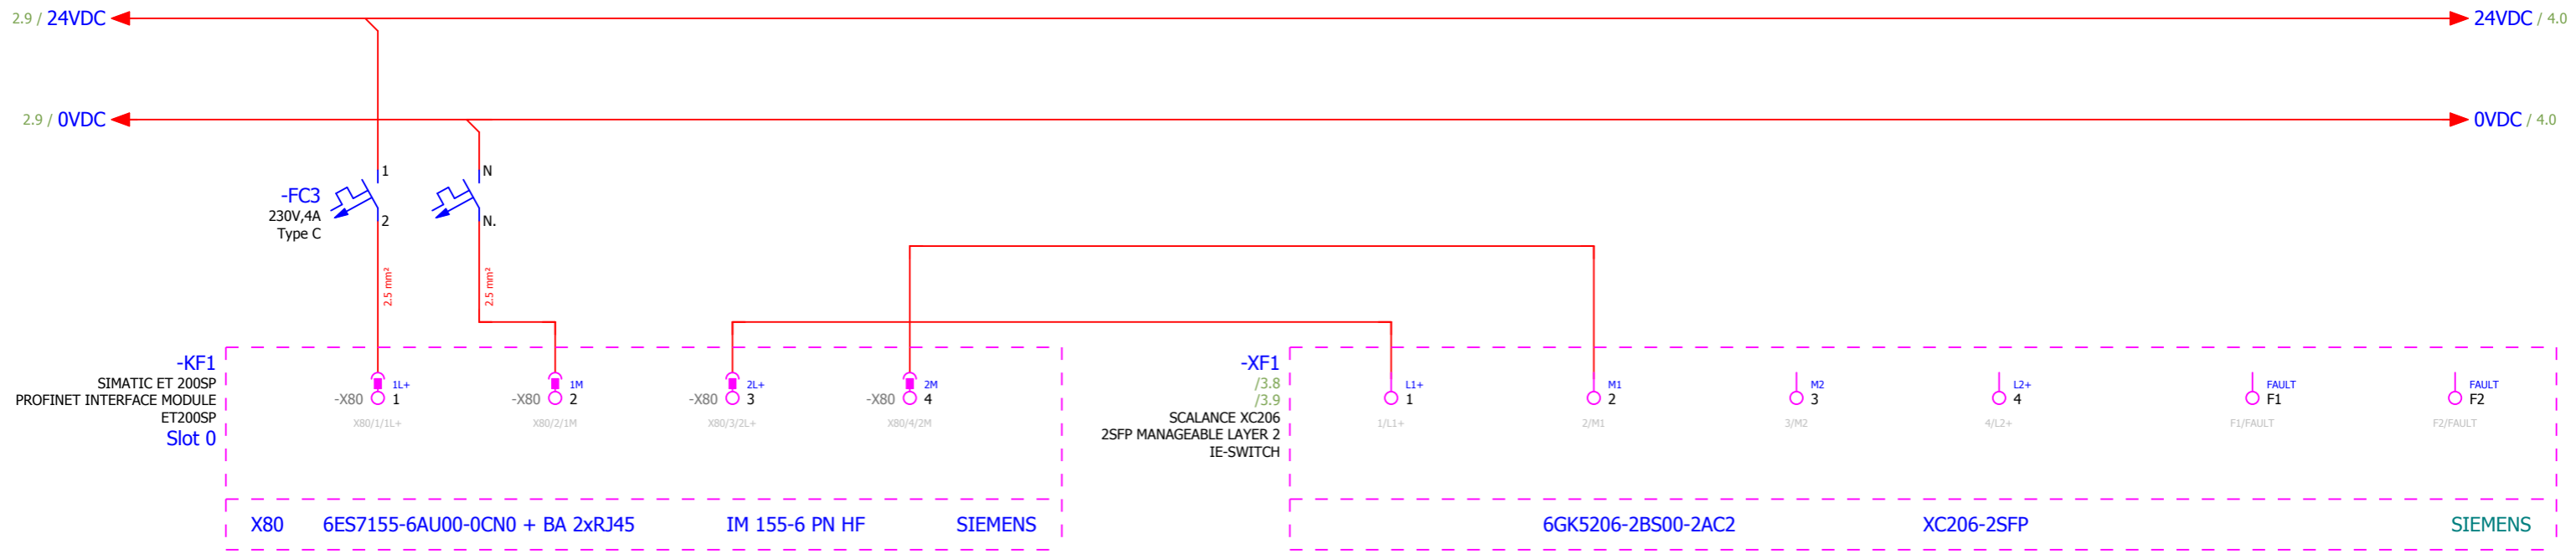 2.9 / 24VDC
24VDC / 4.0
2.9 / 0VDC
0VDC / 4.0
1
N
-FC3
230V,4A
Type C
2
N.
2.5 mm²
2.5 mm²
-KF1
SIMATIC ET 200SP
PROFINET INTERFACE MODULE
ET200SP
Slot 0
1L+
-X80 1
X80/1/1L+
1M
-X80 2
X80/2/1M
2L+
-X80 3
X80/3/2L+
2M
-X80 4
X80/4/2M
-XF1
/3.8
/3.9
SCALANCE XC206
2SFP MANAGEABLE LAYER 2
IE-SWITCH
L1+
1
1/L1+
M1
2
2/M1
M2
3
3/M2
L2+
4
4/L2+
FAULT
F1
F1/FAULT
FAULT
F2
F2/FAULT
X80 6ES7155-6AU00-0CN0 + BA 2xRJ45 IM 155-6 PN HF SIEMENS
6GK5206-2BS00-2AC2 XC206-2SFP SIEMENS